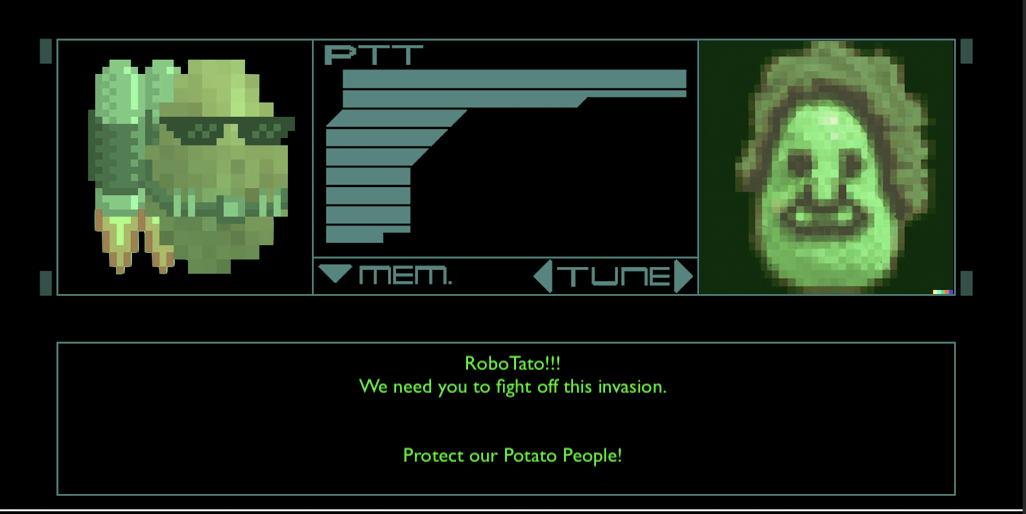 PTT
MEM.
TUNE
RoboTato!!!
We need you to fight off this invasion.
Protect our Potato People!